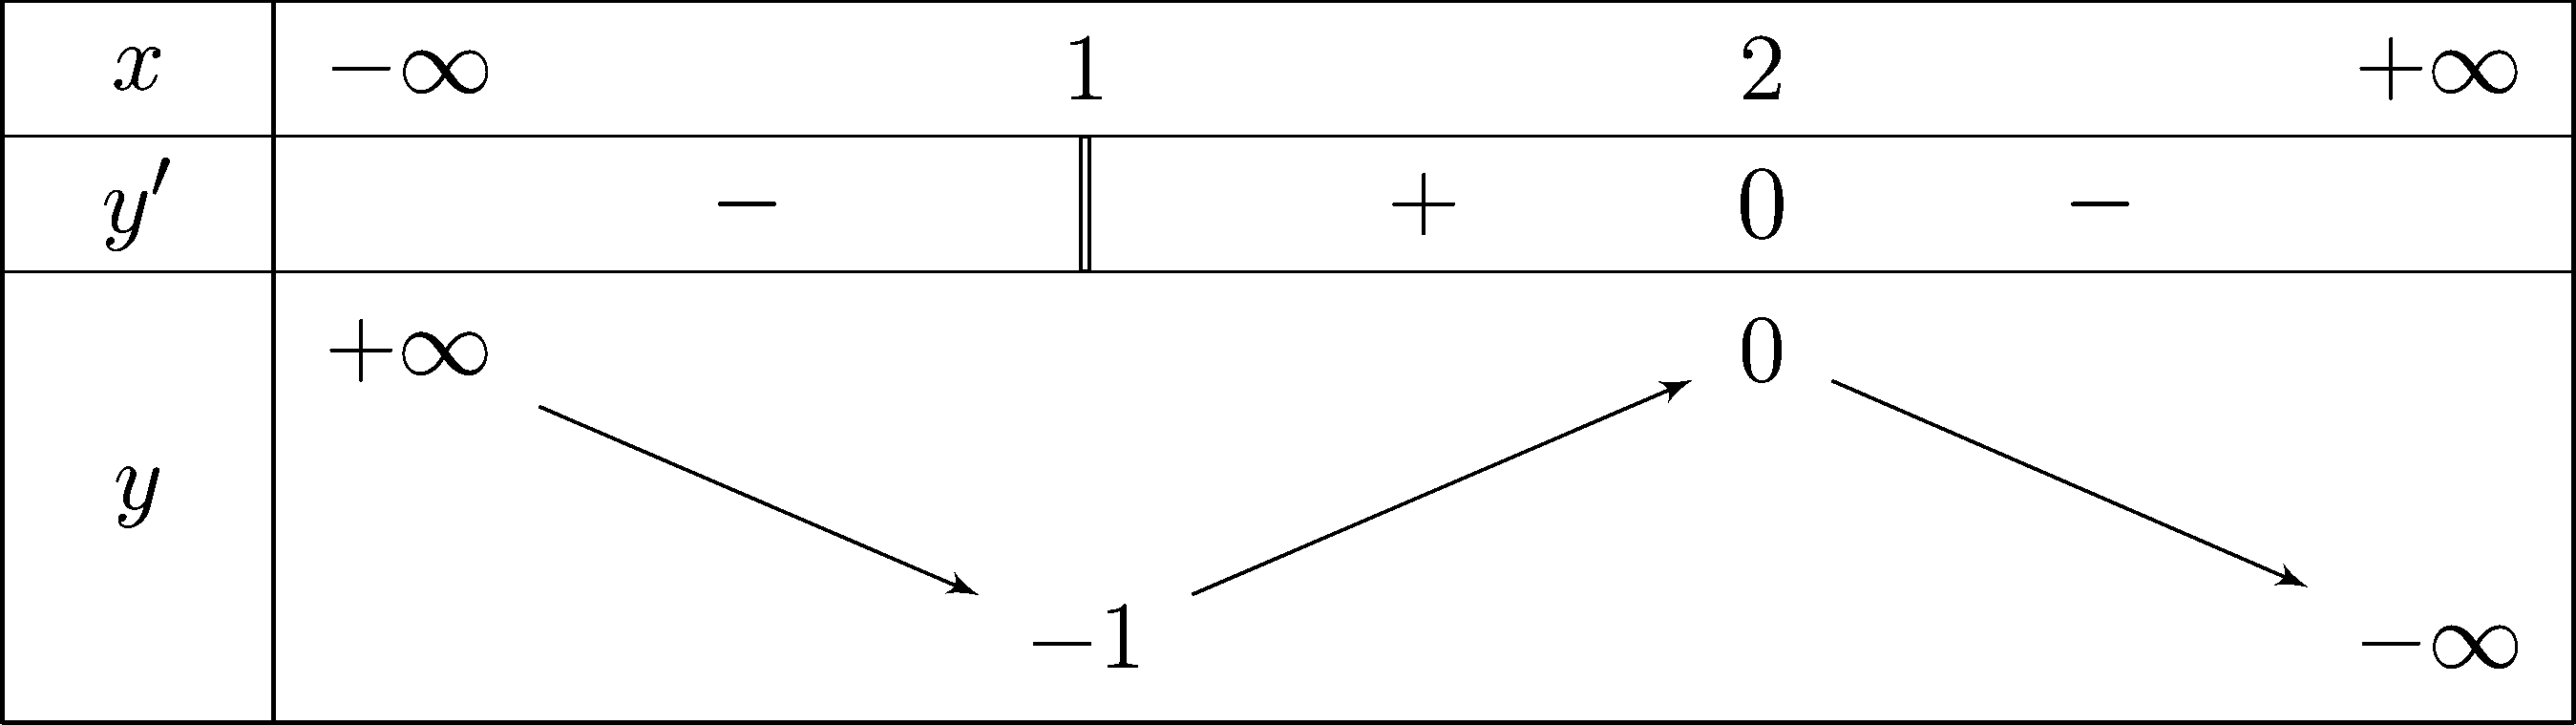 x −∞ 1 2 +∞
y′ − + 0 −
+∞ 0
y
−1 −∞